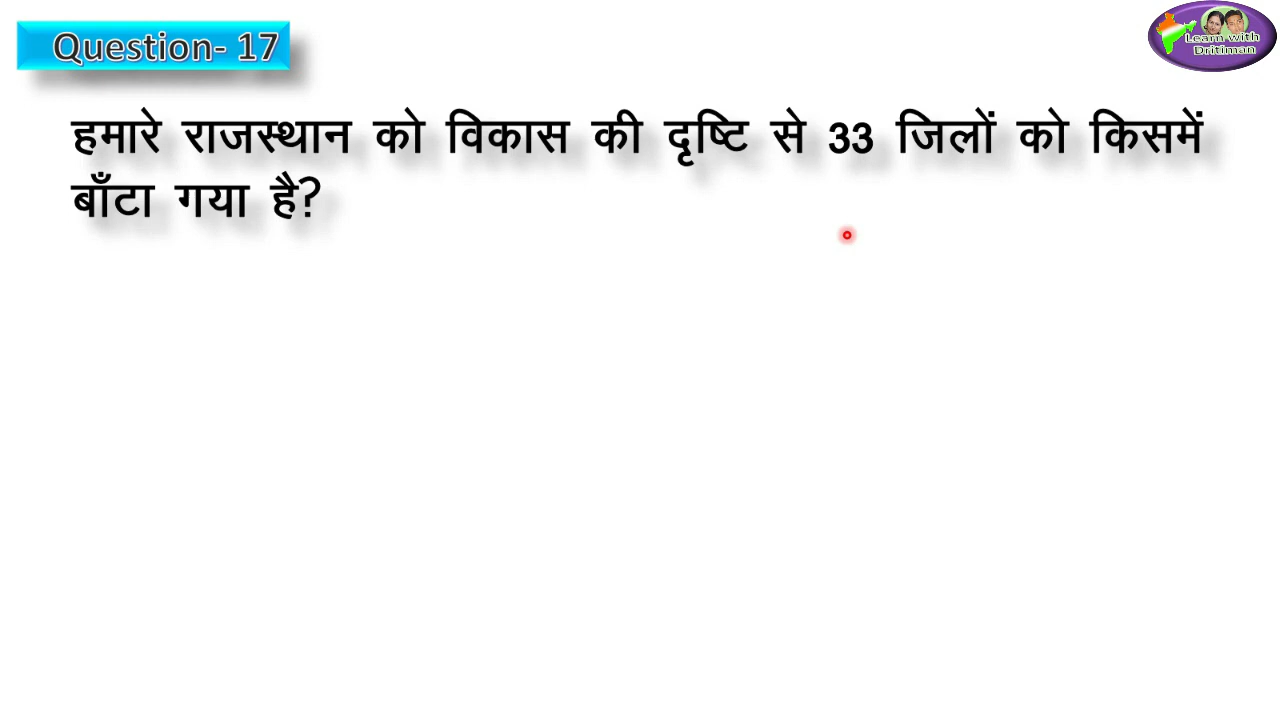 Question- 17
Learn with
Dritiman
हमारे राजस्थान को विकास की दृष्टि से 33 जिलों को किसमें
बाँटा गया है?